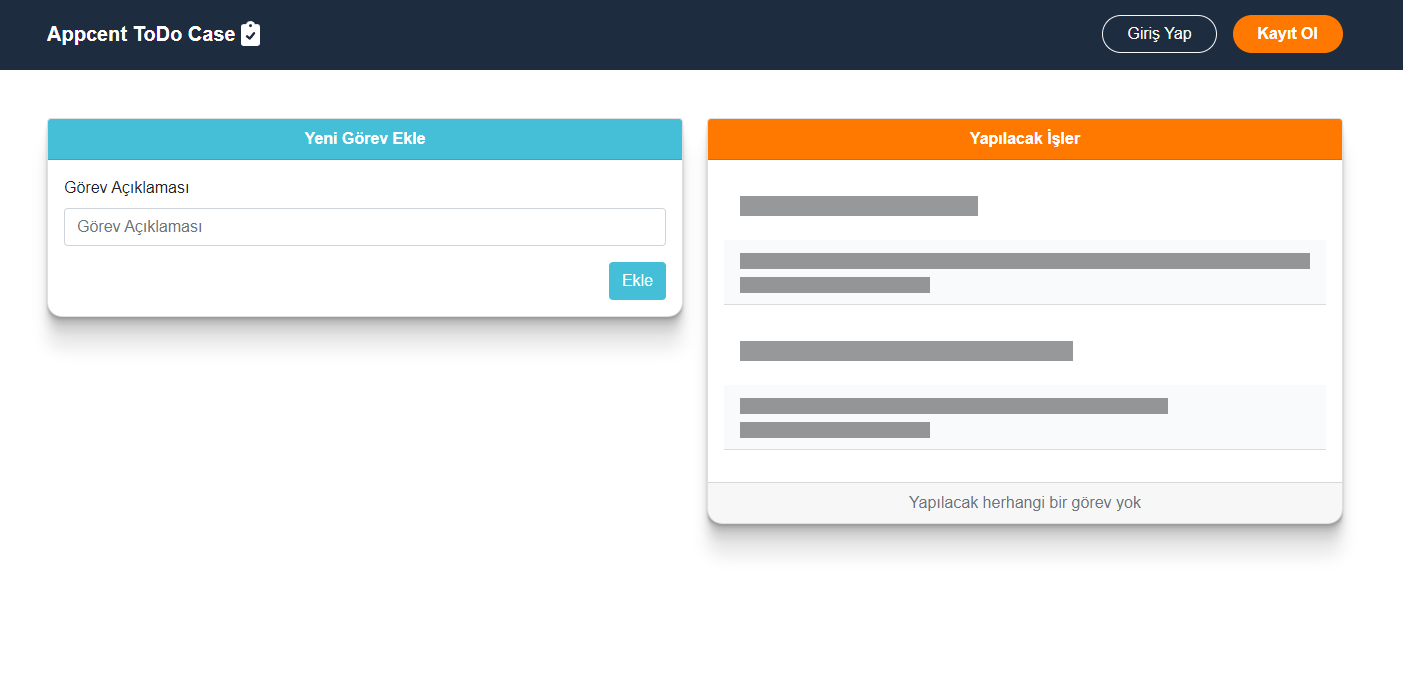 Appcent ToDo Case
Giriş Yap
Kayıt Ol
Yeni Görev Ekle
Görev Açıklaması
Görev Açıklaması
Ekle
Yapılacak İşler
Yapılacak herhangi bir görev yok